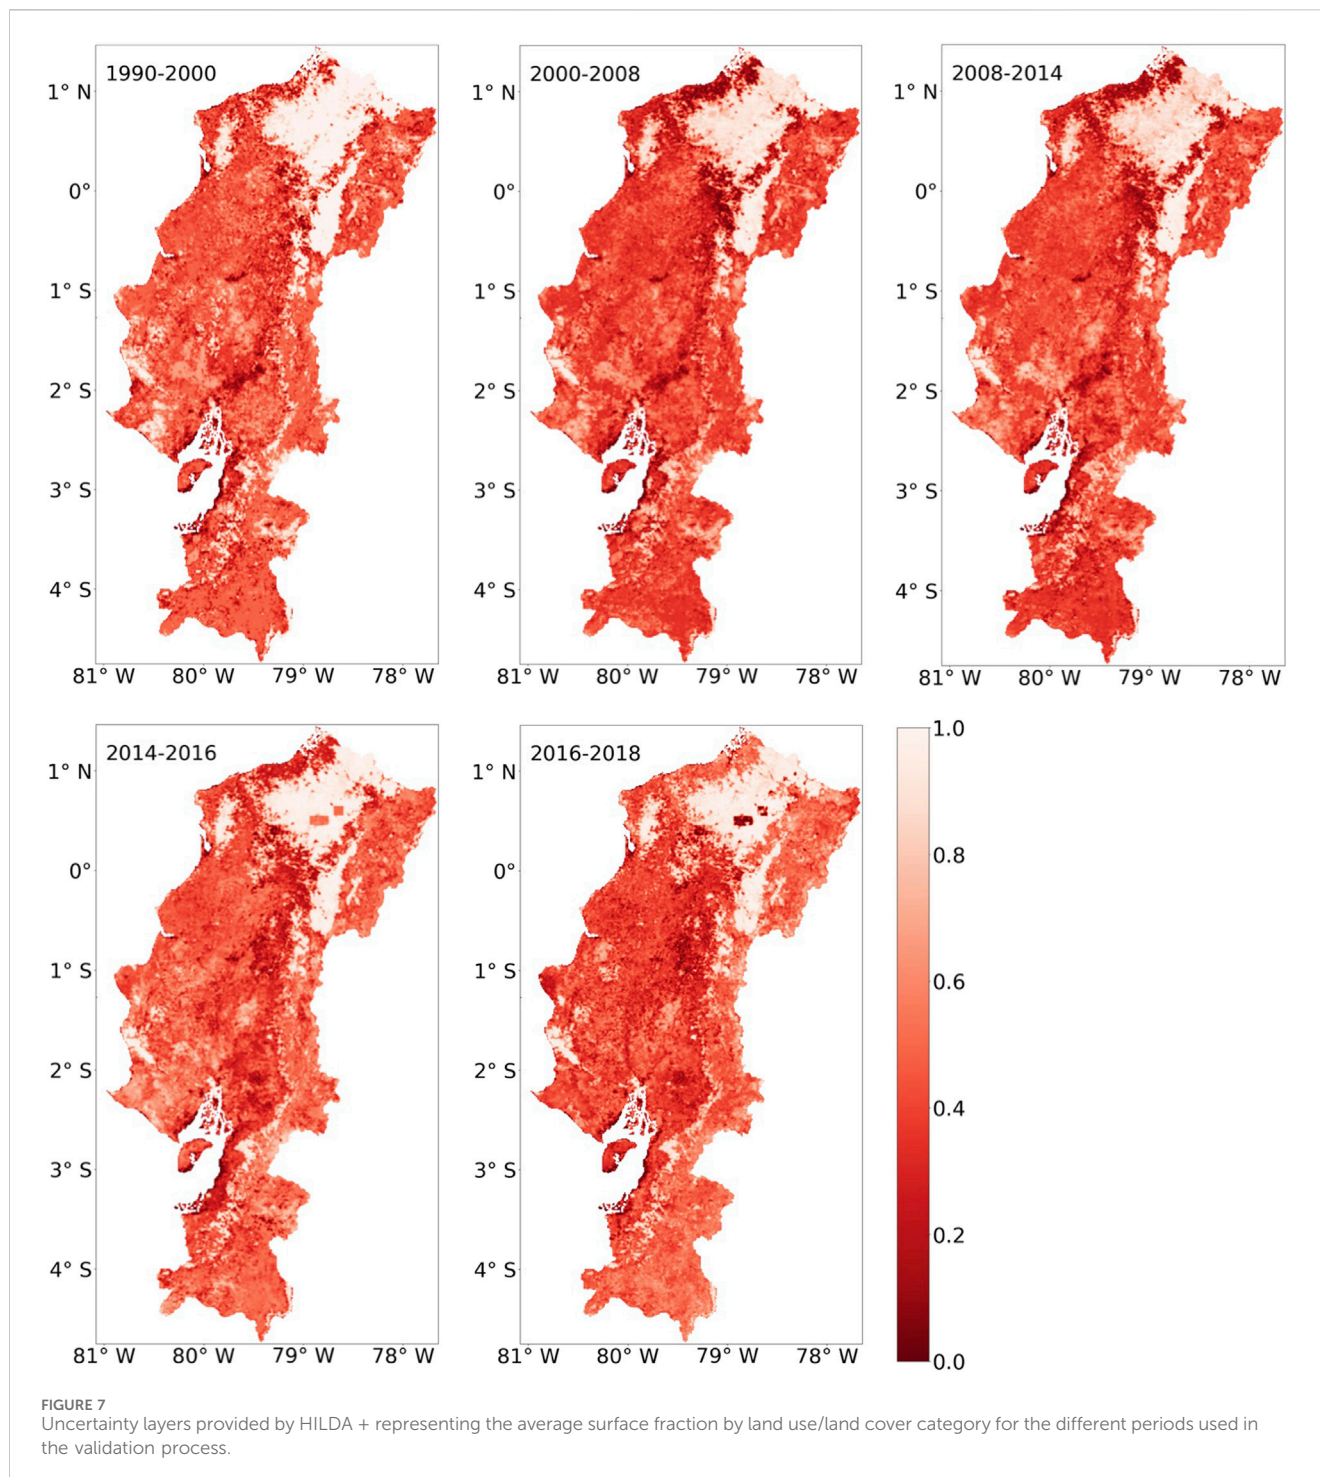 1990-2000
1° N
0°
1° S
2° S
3° S
4° S
81° W 80° W 79° W 78° W
2000-2008
1° N
0°
1° S
2° S
3° S
4° S
81° W 80° W 79° W 78° W
2008-2014
1° N
0°
1° S
2° S
3° S
4° S
81° W 80° W 79° W 78° W
2014-2016
1° N
0°
1° S
2° S
3° S
4° S
81° W 80° W 79° W 78° W
2016-2018
1° N
0°
1° S
2° S
3° S
4° S
81° W 80° W 79° W 78° W
1.0
0.8
0.6
0.4
0.2
0.0
FIGURE 7
Uncertainty layers provided by HILDA + representing the average surface fraction by land use/land cover category for the different periods used in
the validation process.